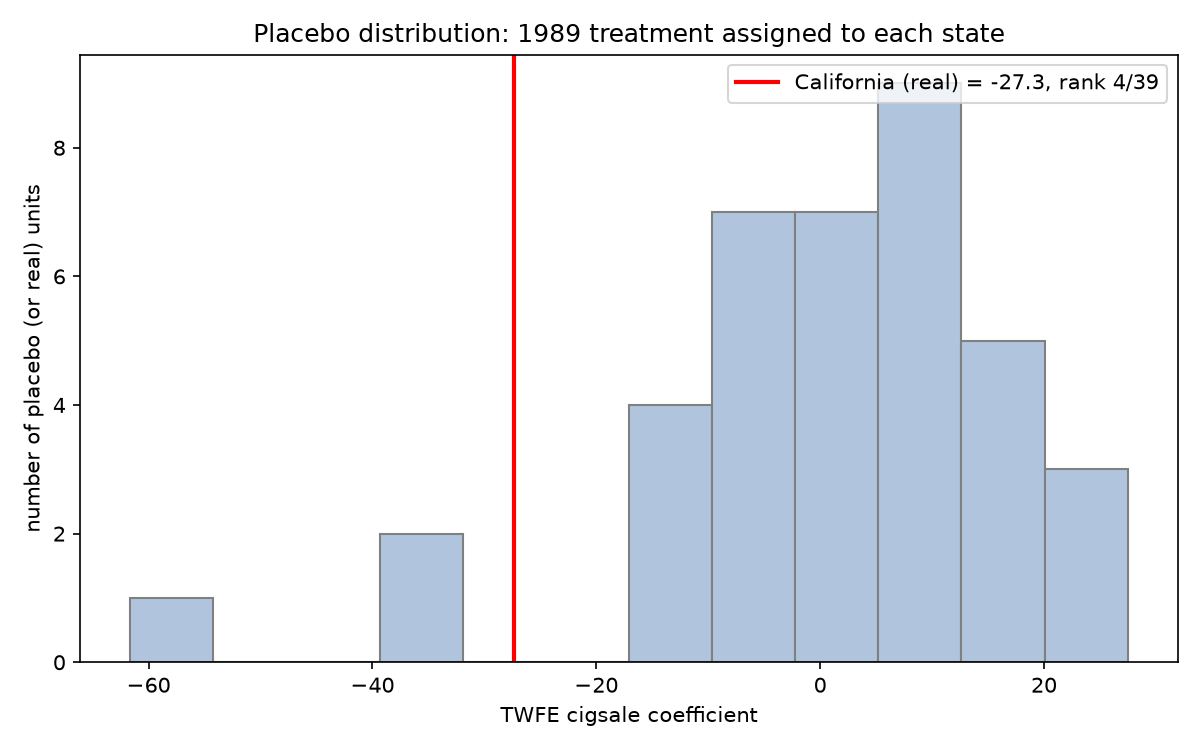 Placebo distribution: 1989 treatment assigned to each state
California (real) = -27.3, rank 4/39
number of placebo (or real) units
8
6
4
2
0
−60
−40
−20
0
20
TWFE cigsale coefficient